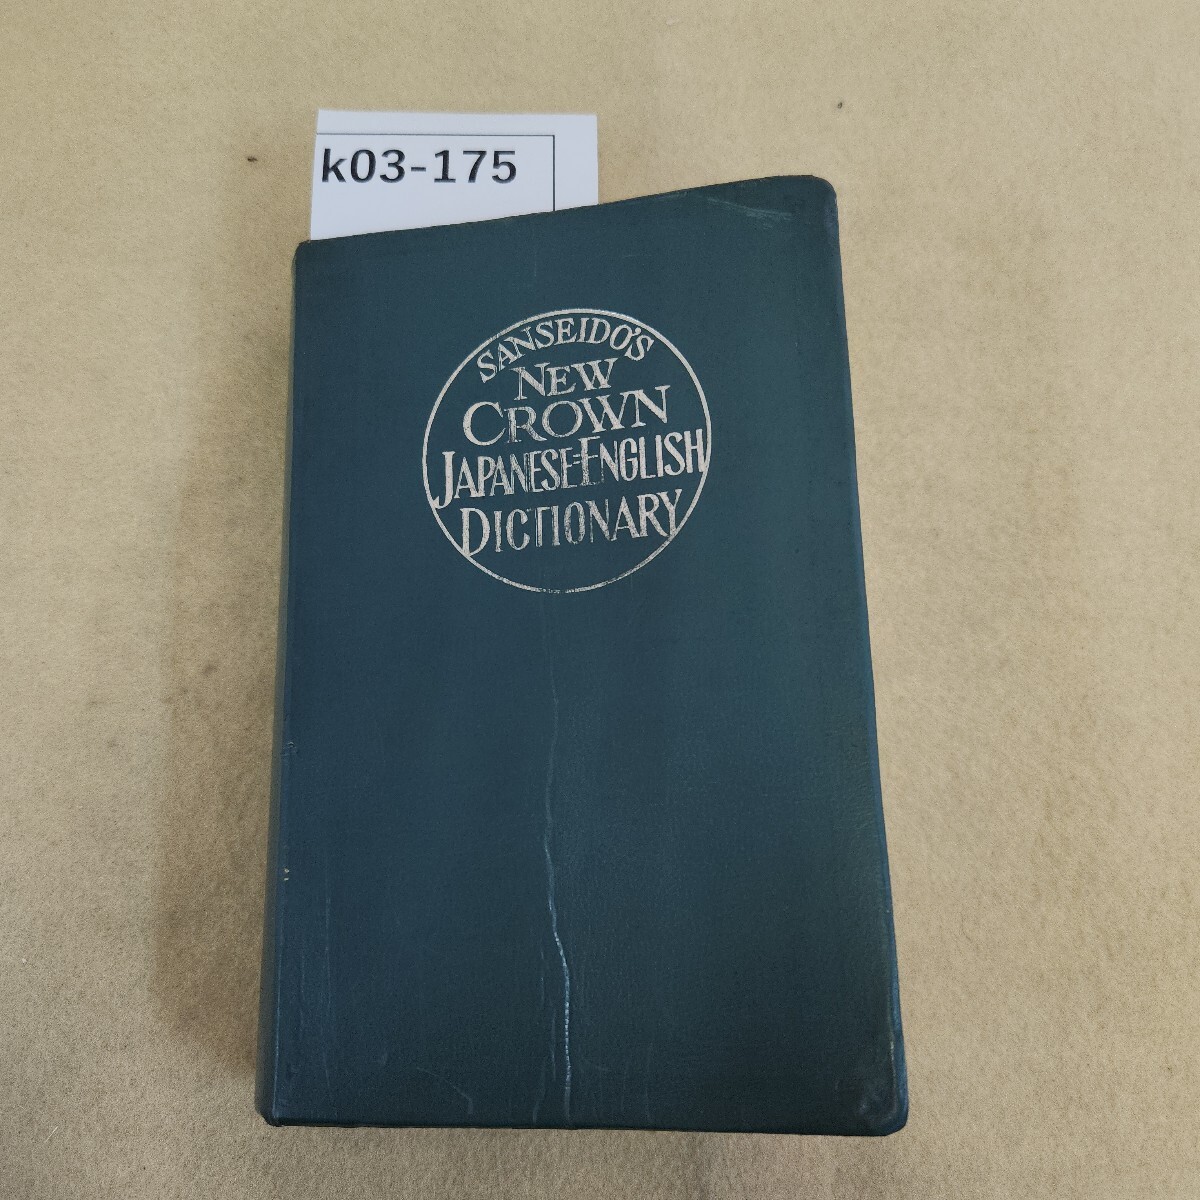 k03-175
SANSEIDO'S
NEW
CROWN
JAPANESE-ENGLISH
DICTIONARY